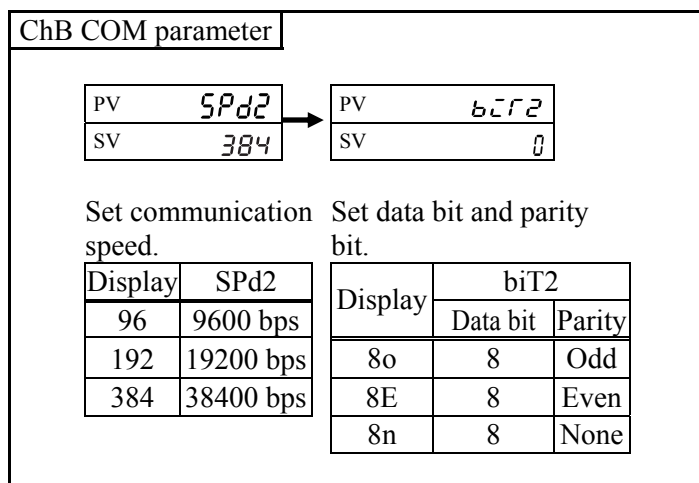 ChB COM parameter
PV SPd2
SV 384
PV biT2
SV 0
Set communication speed.
Display SPd2
96 9600 bps
192 19200 bps
384 38400 bps
Set data bit and parity bit.
Display biT2
Data bit Parity
8o 8 Odd
8E 8 Even
8n 8 None